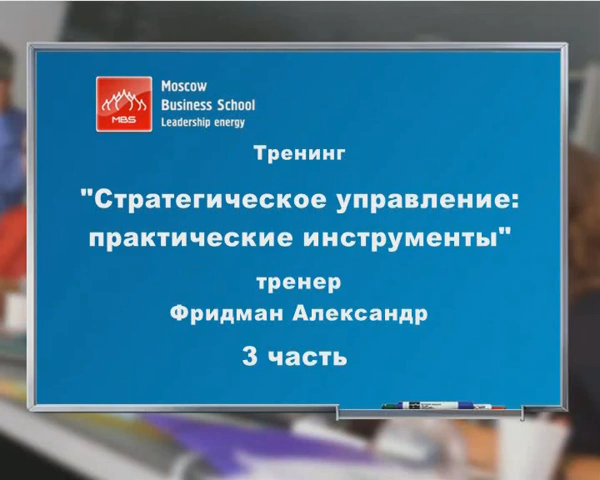 MBS
Moscow
Business School
Leadership energy
Тренинг
"Стратегическое управление:
практические инструменты"
тренер
Фридман Александр
3 часть